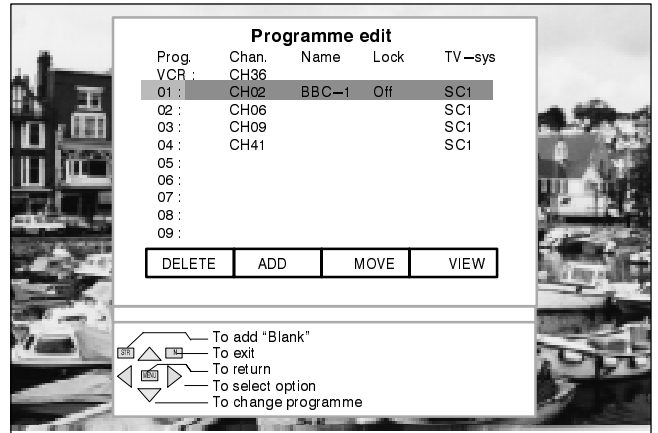 Programme edit
Prog. Chan. Name Lock TV-sys
VCR : CH36
01 : CH02 BBC-1 Off SC1
02 : CH06 SC1
03 : CH09 SC1
04 : CH41 SC1
05 :
06 :
07 :
08 :
09 :
DELETE ADD MOVE VIEW
To add "Blank"
STR N To exit
To return
MENU To select option
To change programme